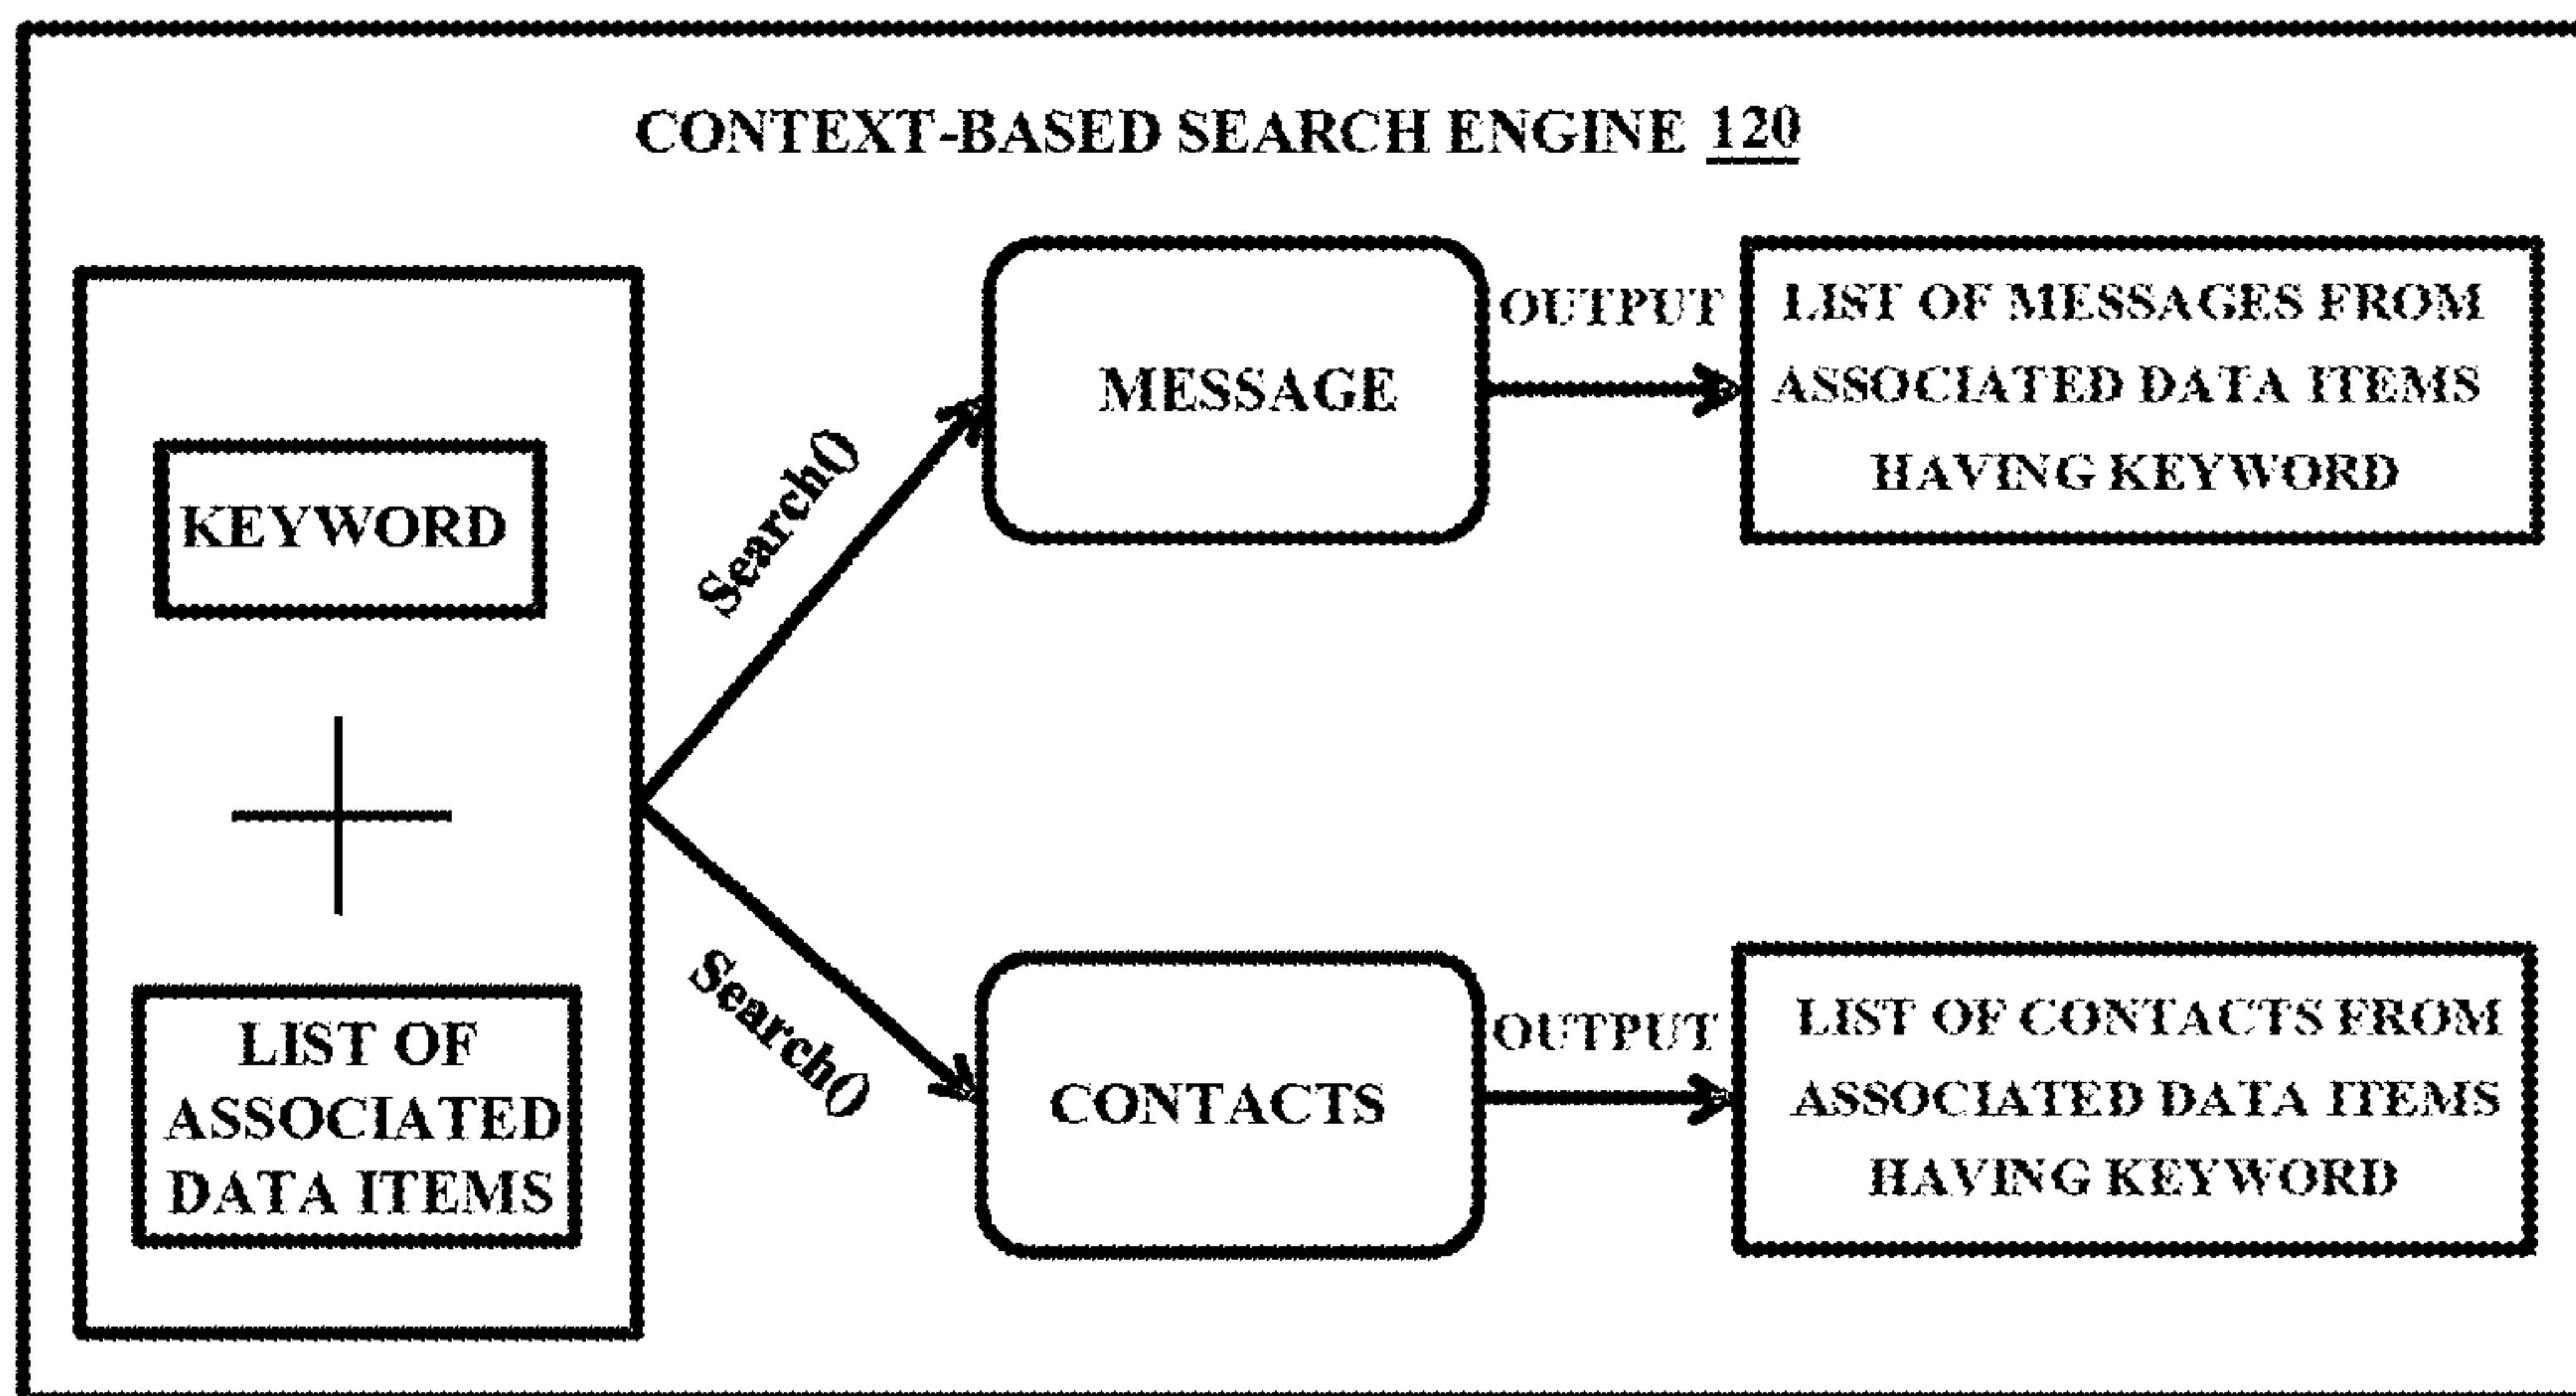 CONTEXT-BASED SEARCH ENGINE 120
KEYWORD
LIST OF
ASSOCIATED
DATA ITEMS
Search()
MESSAGE
OUTPUT
LIST OF MESSAGES FROM
ASSOCIATED DATA ITEMS
HAVING KEYWORD
Search()
CONTACTS
OUTPUT
LIST OF CONTACTS FROM
ASSOCIATED DATA ITEMS
HAVING KEYWORD